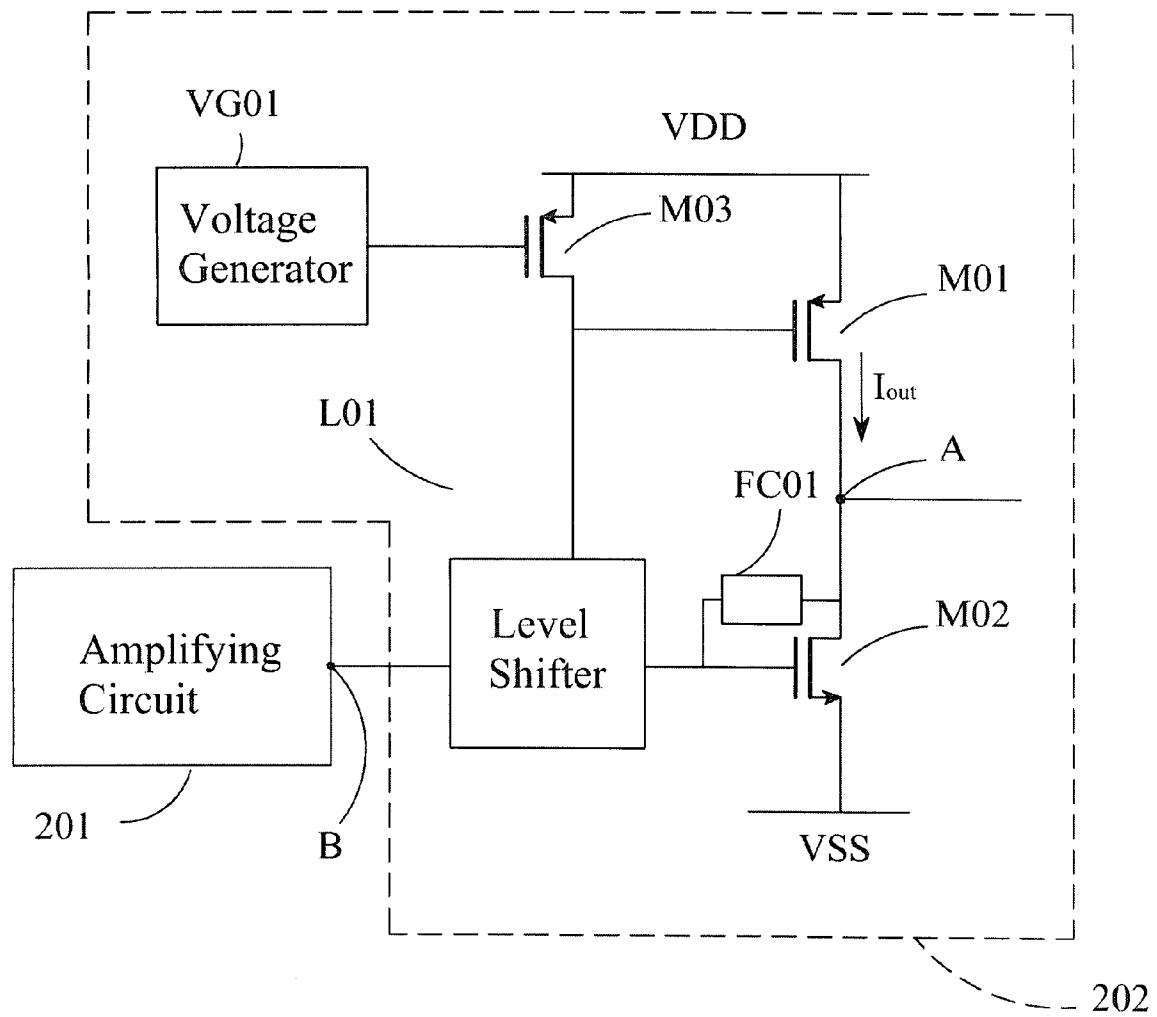 VG01
VDD
Voltage
Generator
M03
M01
Iout
L01
A
FC01
Level
Shifter
M02
Amplifying
Circuit
201
B
VSS
202